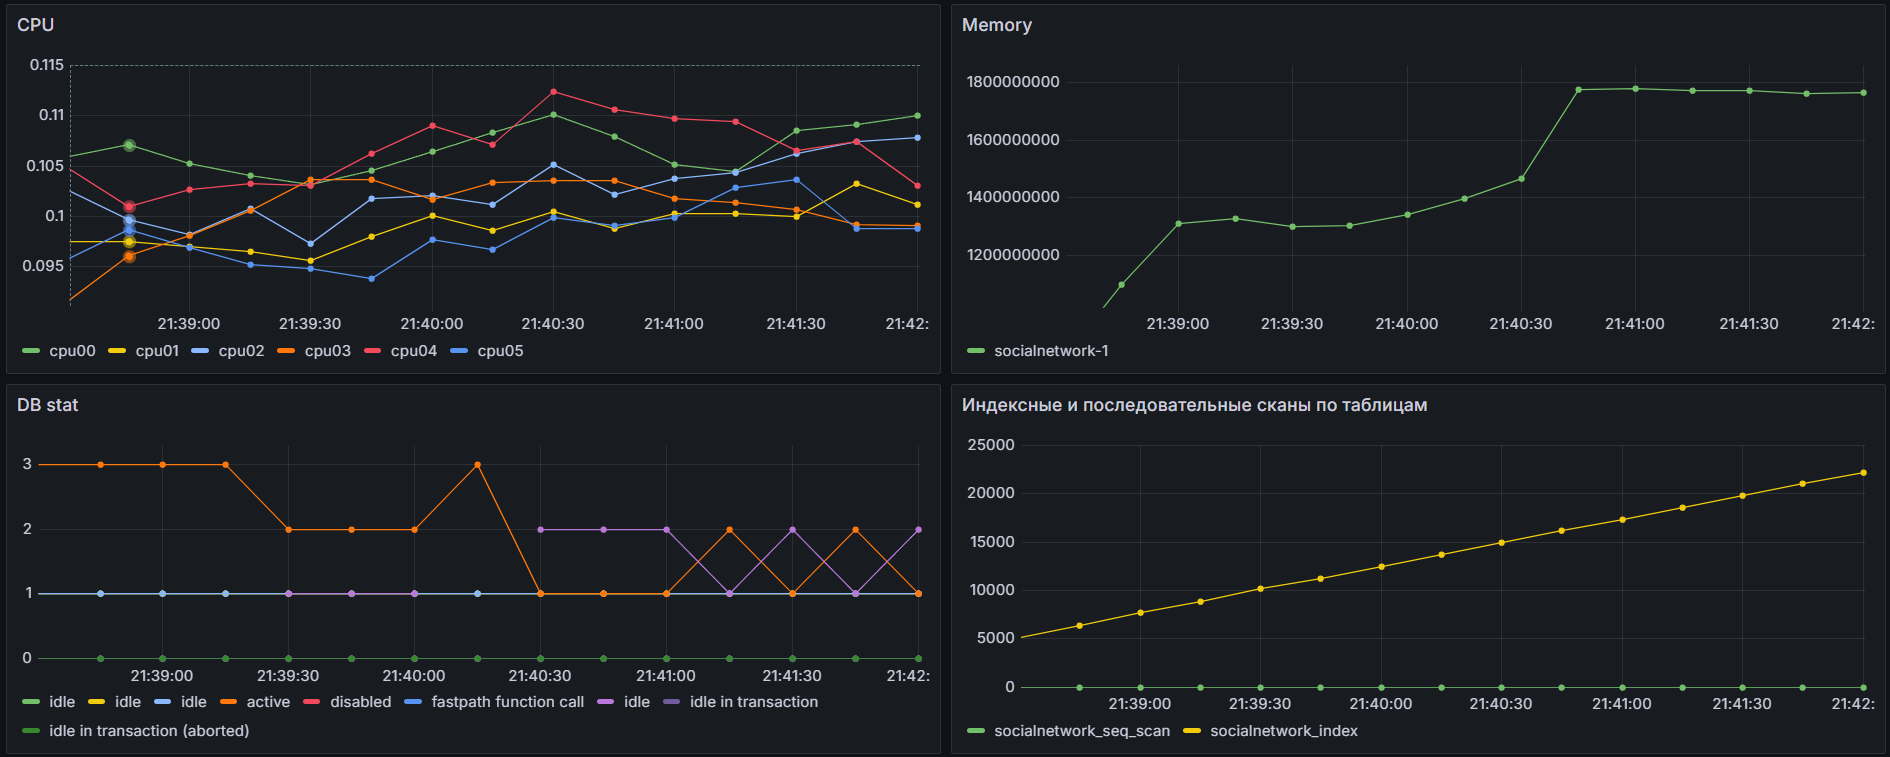 CPU
0.115
0.11
0.105
0.1
0.095
21:39:00 21:39:30 21:40:00 21:40:30 21:41:00 21:41:30 21:42:
cpu00 cpu01 cpu02 cpu03 cpu04 cpu05
Memory
1800000000
1600000000
1400000000
1200000000
21:39:00 21:39:30 21:40:00 21:40:30 21:41:00 21:41:30 21:42:
socialnetwork-1
DB stat
3
2
1
0
21:39:00 21:39:30 21:40:00 21:40:30 21:41:00 21:41:30 21:42:
idle idle idle active disabled fastpath function call idle idle in transaction
idle in transaction (aborted)
Индексные и последовательные сканы по таблицам
25000
20000
15000
10000
5000
0
21:39:00 21:39:30 21:40:00 21:40:30 21:41:00 21:41:30 21:42:
socialnetwork_seq_scan socialnetwork_index